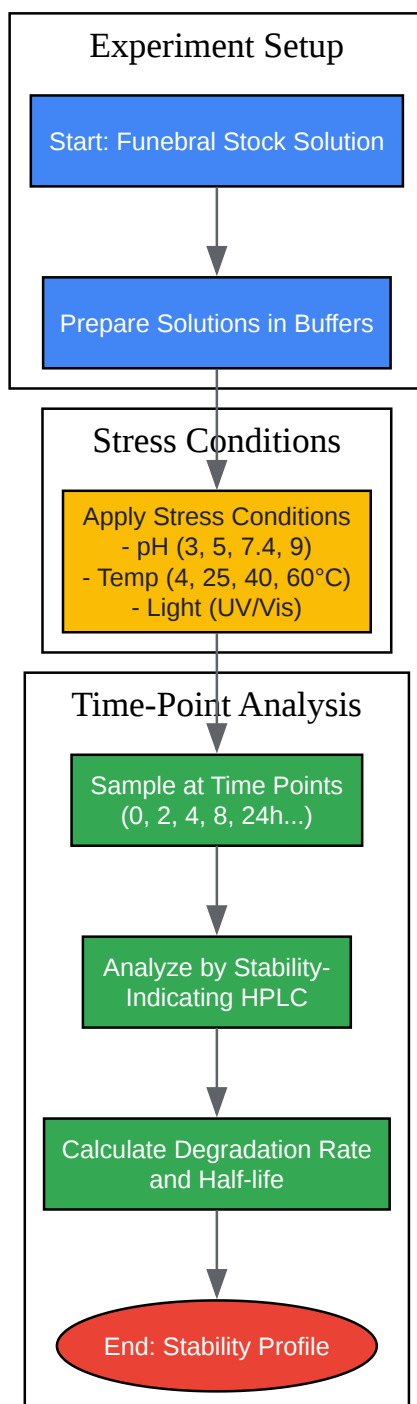 Experiment Setup
Start: Funebral Stock Solution
Prepare Solutions in Buffers
Stress Conditions
Apply Stress Conditions
- pH (3, 5, 7.4, 9)
- Temp (4, 25, 40, 60°C)
- Light (UV/Vis)
Time-Point Analysis
Sample at Time Points
(0, 2, 4, 8, 24h...)
Analyze by Stability-
Indicating HPLC
Calculate Degradation Rate
and Half-life
End: Stability Profile